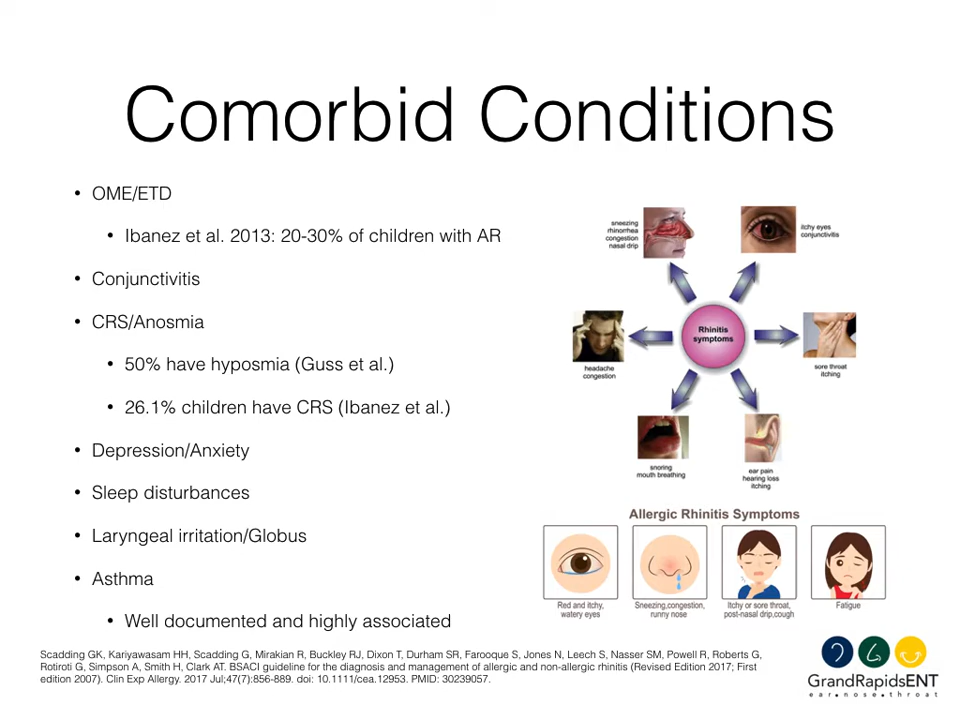 Comorbid Conditions
• OME/ETD
• Ibanez et al. 2013: 20-30% of children with AR
• Conjunctivitis
• CRS/Anosmia
• 50% have hyposmia (Guss et al.)
• 26.1% children have CRS (Ibanez et al.)
• Depression/Anxiety
• Sleep disturbances
• Laryngeal irritation/Globus
• Asthma
• Well documented and highly associated
sneezing
rhinorrhea
congestion
nasal drip
itchy eyes
conjunctivitis
Rhinitis
symptoms
headache
congestion
sore throat
itching
snoring
mouth breathing
ear pain
hearing loss
itching
Allergic Rhinitis Symptoms
Red and itchy,
watery eyes
Sneezing,congestion,
runny nose
Itchy or sore throat,
post-nasal drip,cough
Fatigue
Scadding GK, Kariyawasam HH, Scadding G, Mirakian R, Buckley RJ, Dixon T, Durham SR, Farooque S, Jones N, Leech S, Nasser SM, Powell R, Roberts G,
Rotiroti G, Simpson A, Smith H, Clark AT. BSACI guideline for the diagnosis and management of allergic and non-allergic rhinitis (Revised Edition 2017; First
edition 2007). Clin Exp Allergy. 2017 Jul;47(7):856-889. doi: 10.1111/cea.12953. PMID: 30239057.
GrandRapidsENT
ear.nose.throat